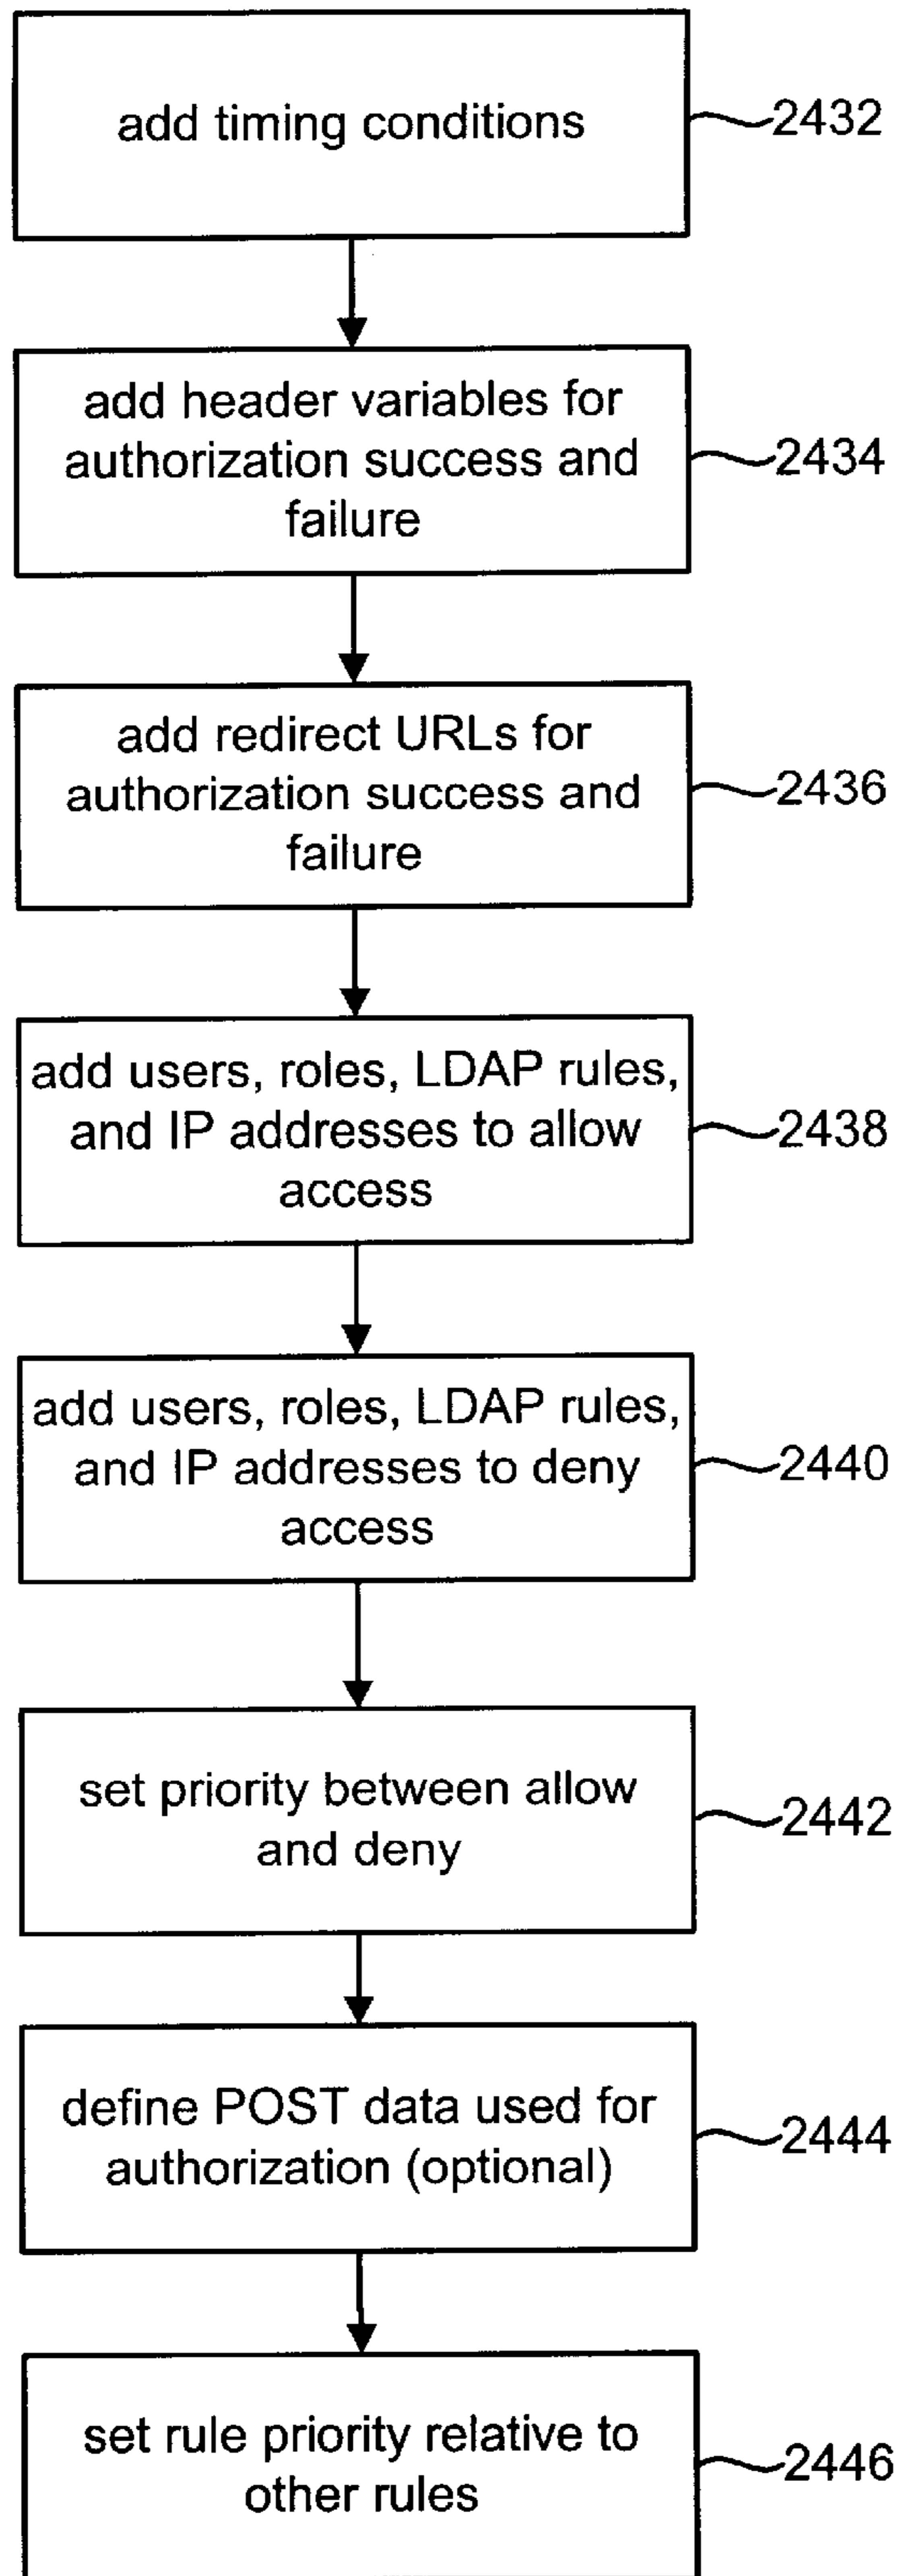 add timing conditions
2432
add header variables for
authorization success and
failure
2434
add redirect URLs for
authorization success and
failure
2436
add users, roles, LDAP rules,
and IP addresses to allow
access
2438
add users, roles, LDAP rules,
and IP addresses to deny
access
2440
set priority between allow
and deny
2442
define POST data used for
authorization (optional)
2444
set rule priority relative to
other rules
2446